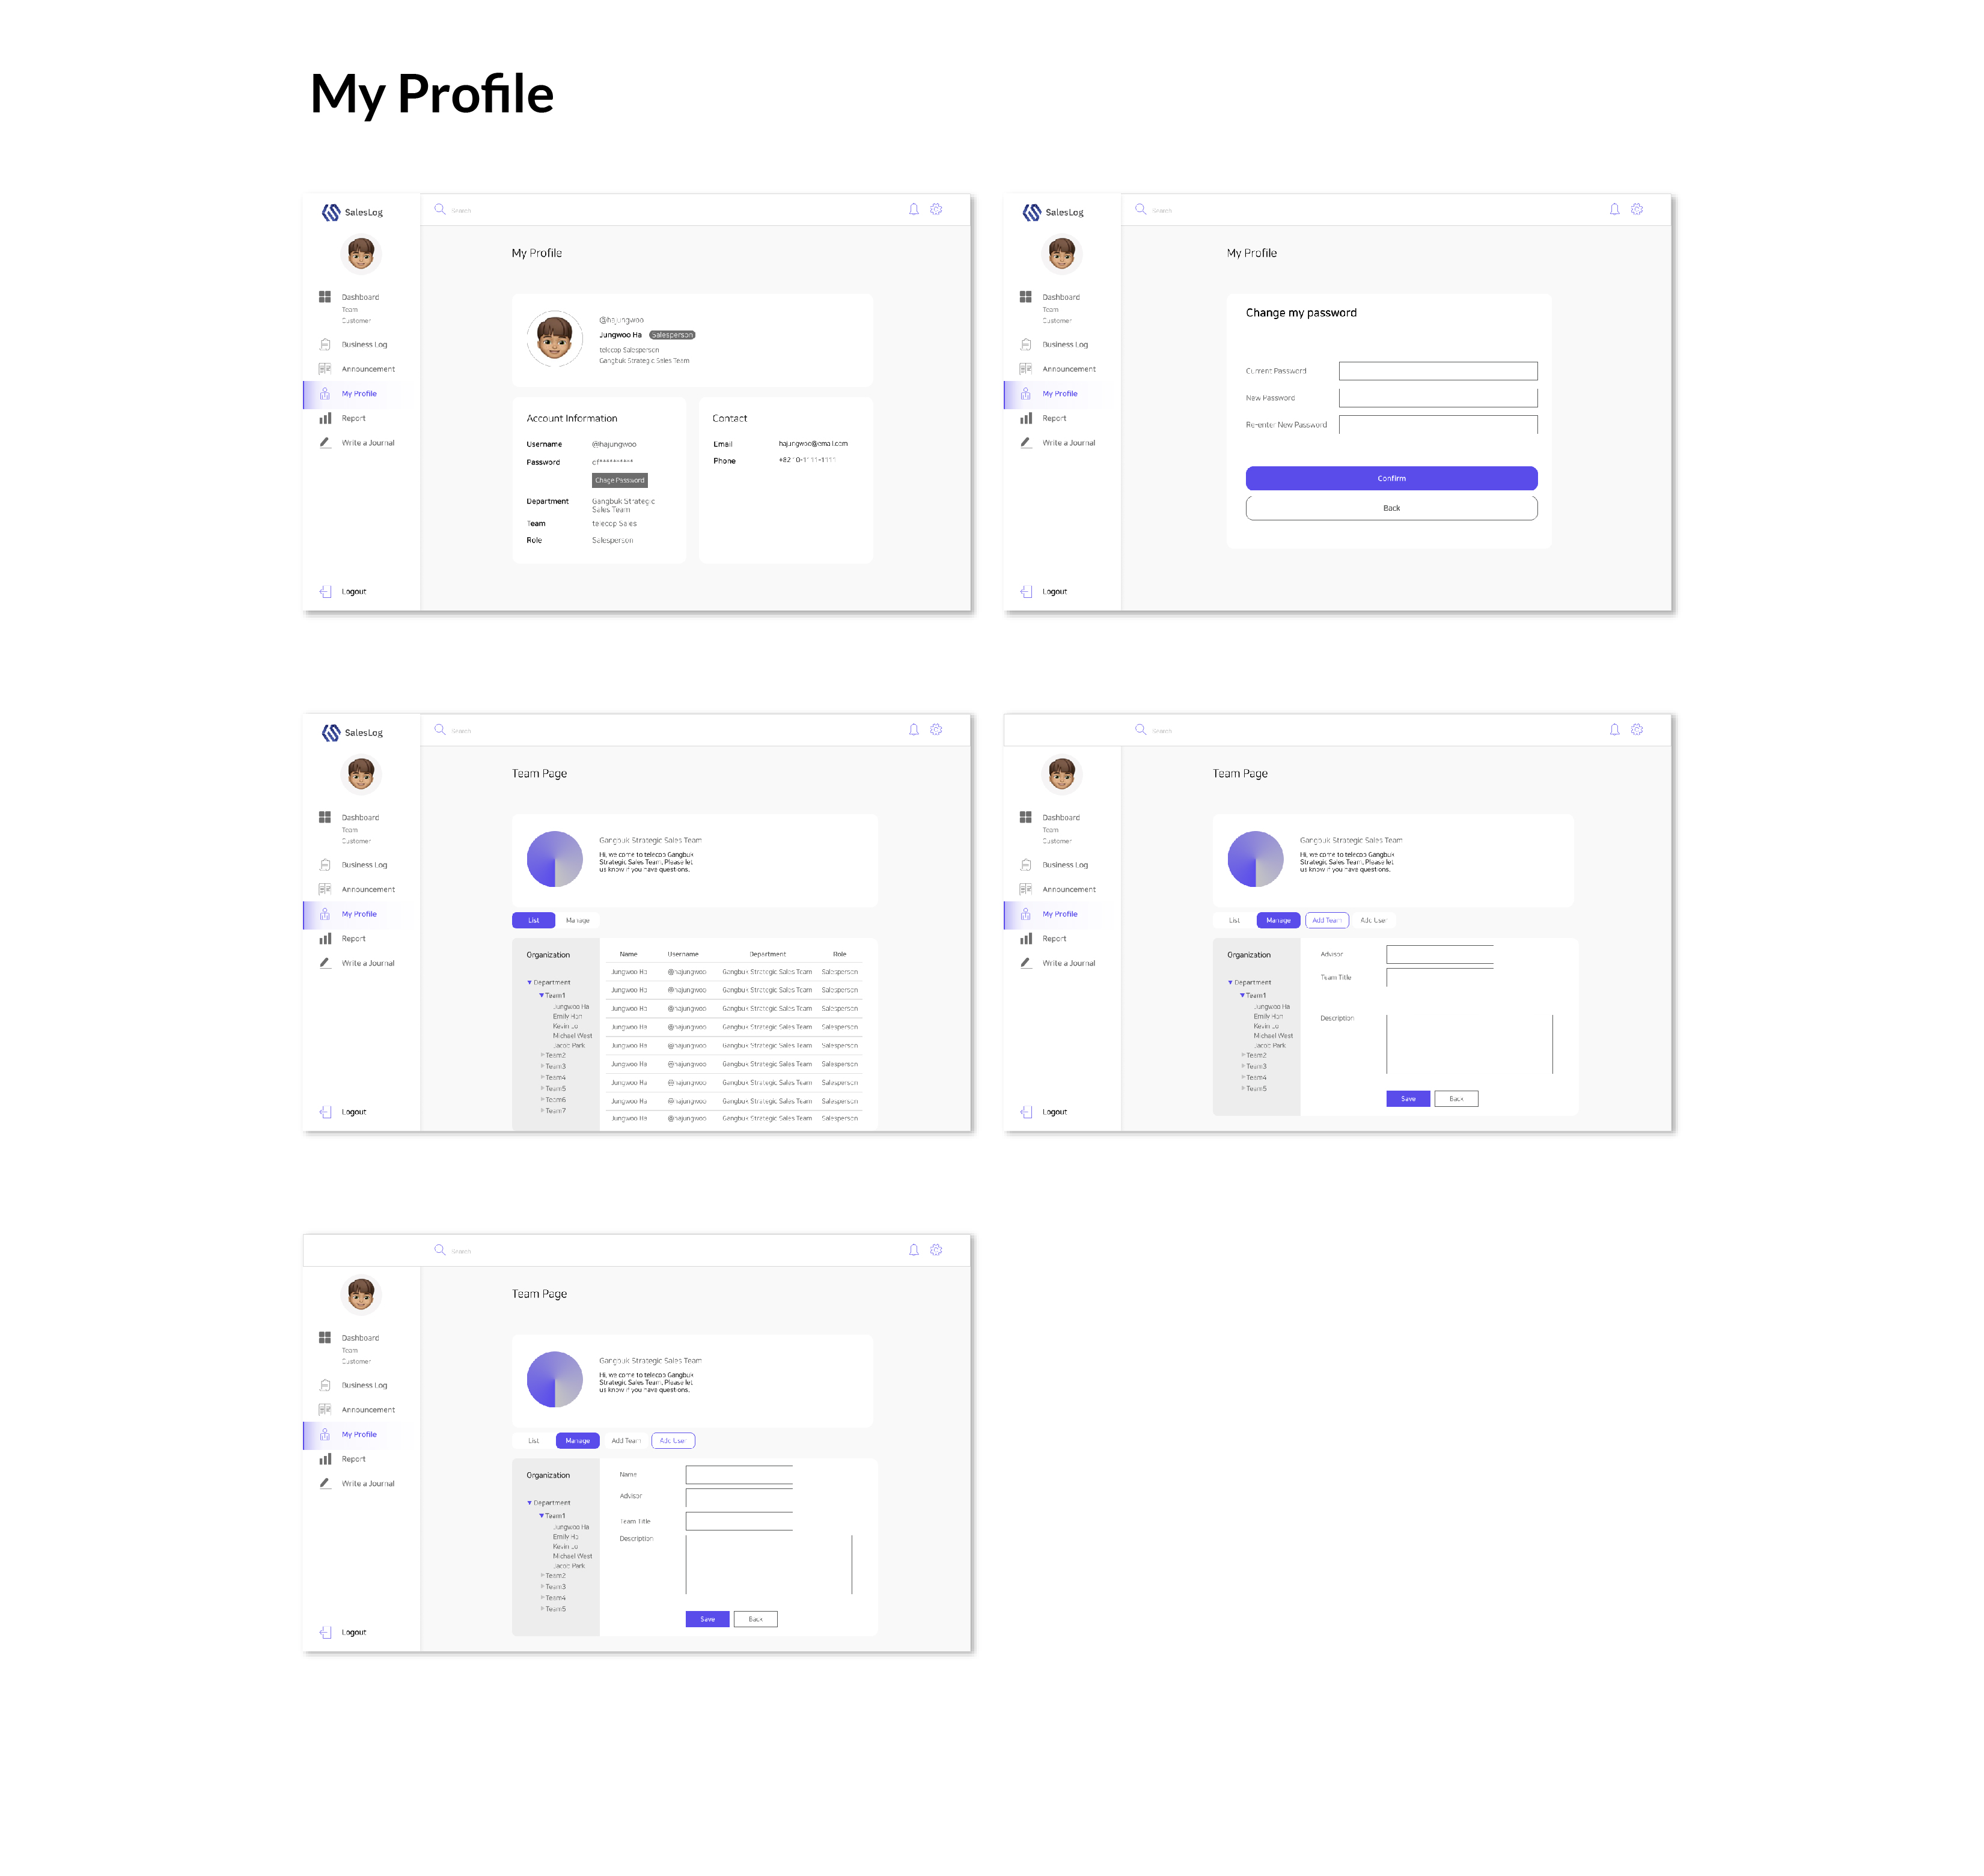 My Profile
SalesLog
Search
Dashboard
Team
Customer
Business Log
Announcement
My Profile
Report
Write a Journal
Logout
My Profile
@hajungwoo
Jungwoo Ha Salesperson
telecop Salesperson
Gangbuk Strategic Sales Team
Account Information
Username @hajungwoo
Password ef**********
Chage Password
Department Gangbuk Strategic
Sales Team
Team telecop Sales
Role Salesperson
Contact
Email hajungwoo@email.com
Phone +82 10-1111-1111
SalesLog
Search
Dashboard
Team
Customer
Business Log
Announcement
My Profile
Report
Write a Journal
Logout
My Profile
Change my password
Current Password
New Password
Re-enter New Password
Confirm
Back
SalesLog
Search
Dashboard
Team
Customer
Business Log
Announcement
My Profile
Report
Write a Journal
Logout
Team Page
Gangbuk Strategic Sales Team
Hi, we come to telecop Gangbuk
Strategic Sales Team. Please let
us know if you have questions.
List Manage
Organization
Department
Team1
Jungwoo Ha
Emily Han
Kevin Lo
Michael West
Jacob Park
Team2
Team3
Team4
Team5
Team6
Team7
Name Username Department Role
Jungwoo Ha @hajungwoo Gangbuk Strategic Sales Team Salesperson
Jungwoo Ha @hajungwoo Gangbuk Strategic Sales Team Salesperson
Jungwoo Ha @hajungwoo Gangbuk Strategic Sales Team Salesperson
Jungwoo Ha @hajungwoo Gangbuk Strategic Sales Team Salesperson
Jungwoo Ha @hajungwoo Gangbuk Strategic Sales Team Salesperson
Jungwoo Ha @hajungwoo Gangbuk Strategic Sales Team Salesperson
Jungwoo Ha @hajungwoo Gangbuk Strategic Sales Team Salesperson
Jungwoo Ha @hajungwoo Gangbuk Strategic Sales Team Salesperson
Jungwoo Ha @hajungwoo Gangbuk Strategic Sales Team Salesperson
Search
Dashboard
Team
Customer
Business Log
Announcement
My Profile
Report
Write a Journal
Logout
Team Page
Gangbuk Strategic Sales Team
Hi, we come to telecop Gangbuk
Strategic Sales Team. Please let
us know if you have questions.
List Manage Add Team Add User
Organization
Department
Team1
Jungwoo Ha
Emily Han
Kevin Lo
Michael West
Jacob Park
Team2
Team3
Team4
Team5
Advisor
Team Title
Description
Save Back
Search
Dashboard
Team
Customer
Business Log
Announcement
My Profile
Report
Write a Journal
Logout
Team Page
Gangbuk Strategic Sales Team
Hi, we come to telecop Gangbuk
Strategic Sales Team. Please let
us know if you have questions.
List Manage Add Team Add User
Organization
Department
Team1
Jungwoo Ha
Emily Ha
Kevin Lo
Michael West
Jacob Park
Team2
Team3
Team4
Team5
Name
Advisor
Team Title
Description
Save Back